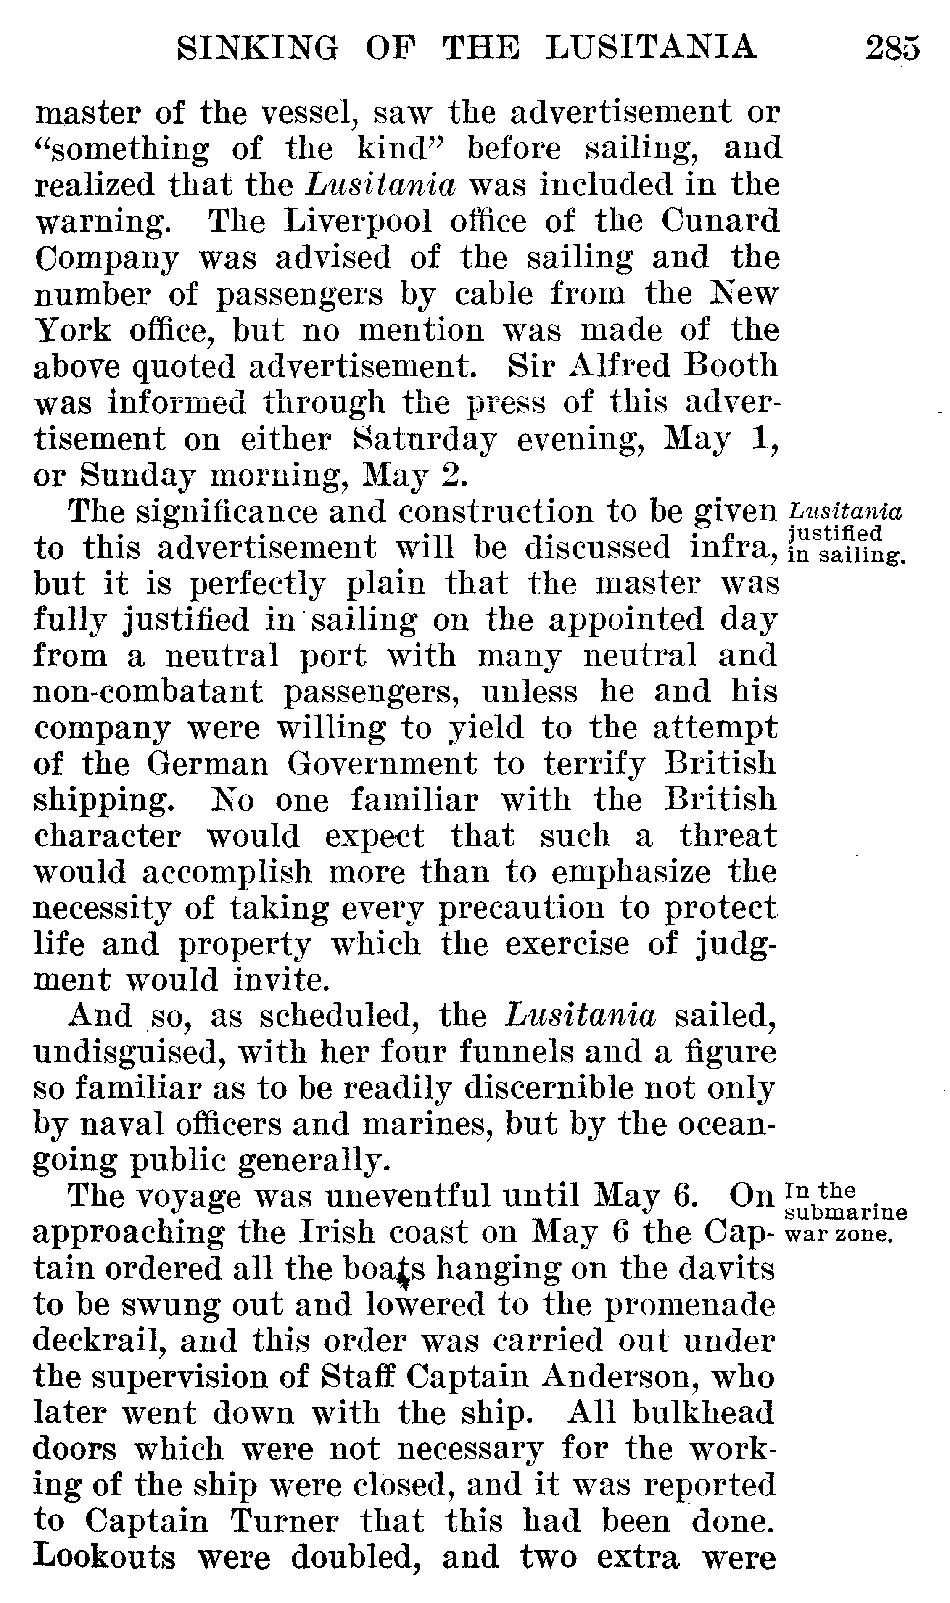 SINKING OF THE LUSITANIA 285
master of the vessel, saw the advertisement or
“something of the kind” before sailing, and
realized that the Lusitania was included in the
warning. The Liverpool office of the Cunard
Company was advised of the sailing and the
number of passengers by cable from the New
York office, but no mention was made of the
above quoted advertisement. Sir Alfred Booth
was informed through the press of this adver-
tisement on either Saturday evening, May 1,
or Sunday morning, May 2.
The significance and construction to be given
to this advertisement will be discussed infra,
but it is perfectly plain that the master was
fully justified in sailing on the appointed day
from a neutral port with many neutral and
non-combatant passengers, unless he and his
company were willing to yield to the attempt
of the German Government to terrify British
shipping. No one familiar with the British
character would expect that such a threat
would accomplish more than to emphasize the
necessity of taking every precaution to protect
life and property which the exercise of judg-
ment would invite.
Lusitania
justified
in sailing.
And so, as scheduled, the Lusitania sailed,
undisguised, with her four funnels and a figure
so familiar as to be readily discernible not only
by naval officers and marines, but by the ocean-
going public generally.
The voyage was uneventful until May 6. On
approaching the Irish coast on May 6 the Cap-
tain ordered all the boats hanging on the davits
to be swung out and lowered to the promenade
deckrail, and this order was carried out under
the supervision of Staff Captain Anderson, who
later went down with the ship. All bulkhead
doors which were not necessary for the work-
ing of the ship were closed, and it was reported
to Captain Turner that this had been done.
Lookouts were doubled, and two extra were
In the
submarine
war zone.